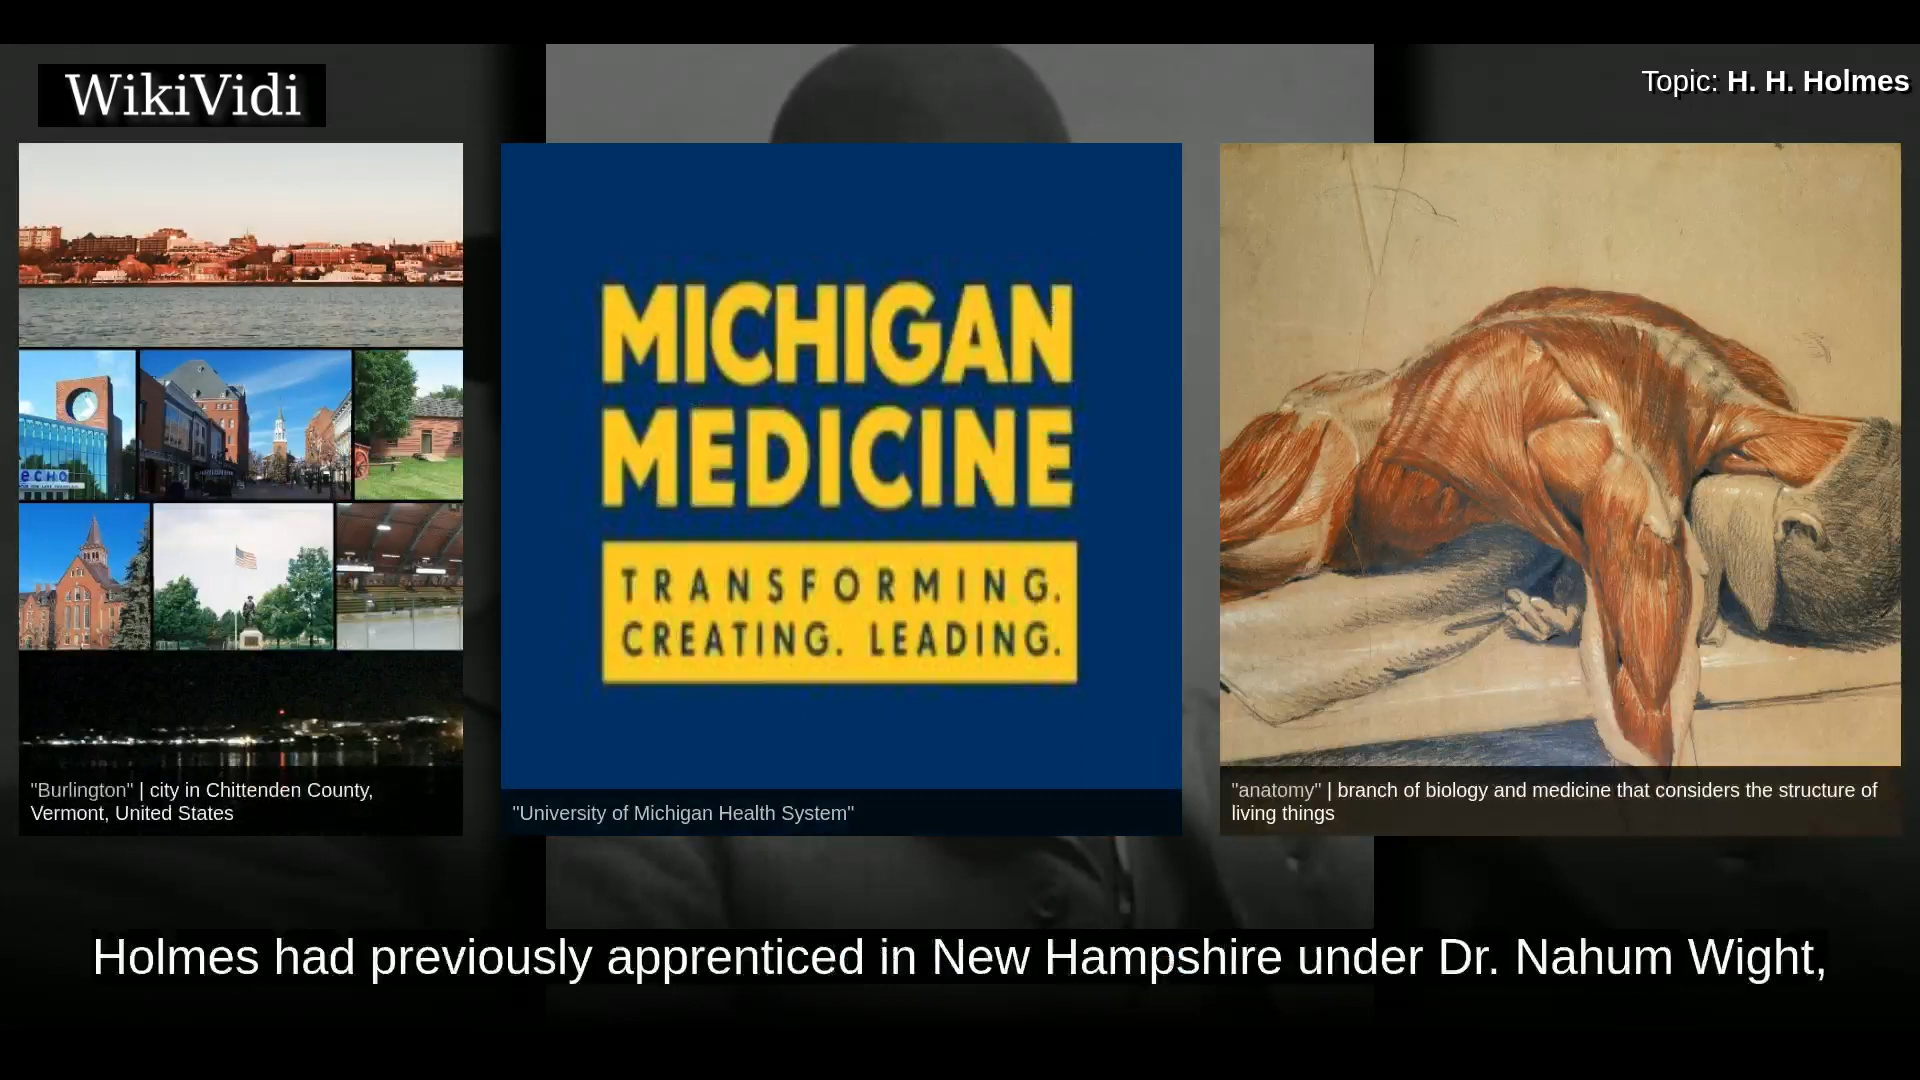 WikiVidi
Topic: H. H. Holmes
ECHO
MICHIGAN
MEDICINE
TRANSFORMING.
CREATING. LEADING.
"Burlington" | city in Chittenden County,
Vermont, United States
"University of Michigan Health System"
"anatomy" | branch of biology and medicine that considers the structure of
living things
Holmes had previously apprenticed in New Hampshire under Dr. Nahum Wight,